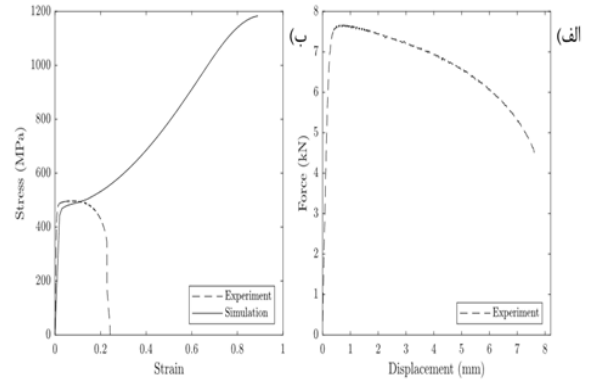 ب)
1200
1000
800
600
400
200
0
Stress (MPa)
0 0.2 0.4 0.6 0.8 1
Strain
Experiment
Simulation
الف)
8
7
6
5
4
3
2
1
0
Force (kN)
0 1 2 3 4 5 6 7 8
Displacement (mm)
Experiment